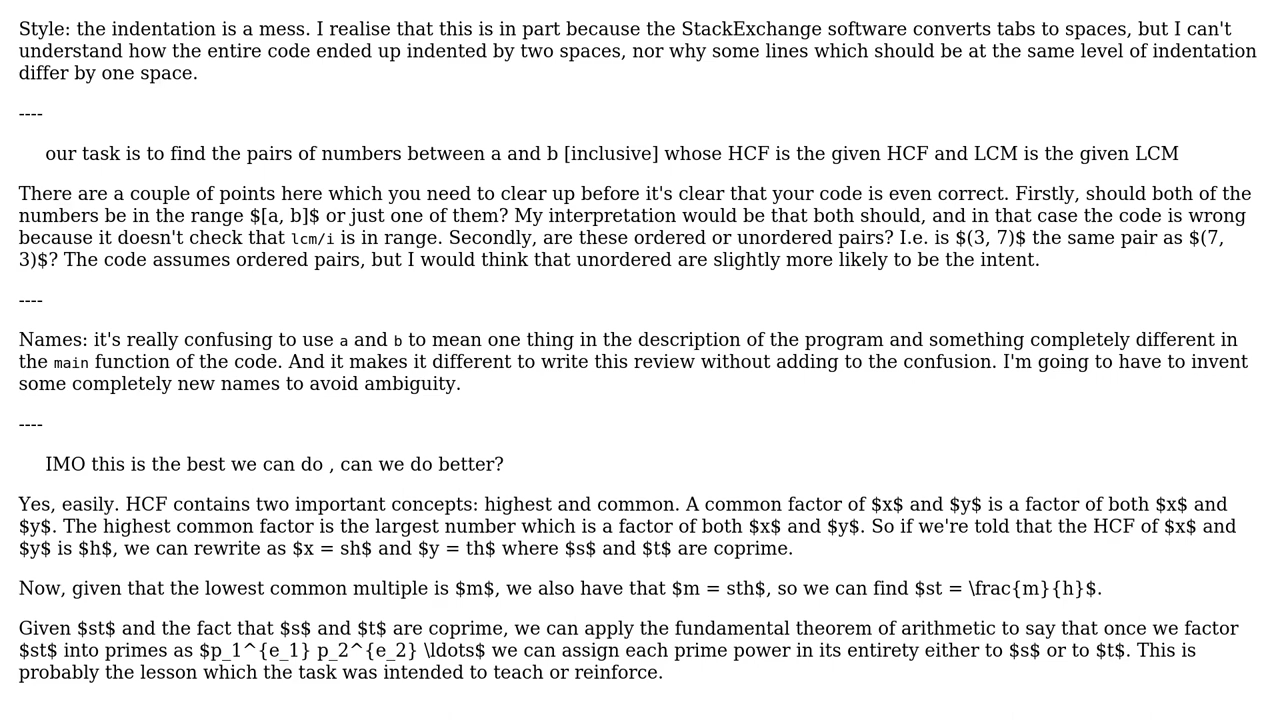 Style: the indentation is a mess. I realise that this is in part because the StackExchange software converts tabs to spaces, but I can't
understand how the entire code ended up indented by two spaces, nor why some lines which should be at the same level of indentation
differ by one space.
----
our task is to find the pairs of numbers between a and b [inclusive] whose HCF is the given HCF and LCM is the given LCM
There are a couple of points here which you need to clear up before it's clear that your code is even correct. Firstly, should both of the
numbers be in the range $[a, b]$ or just one of them? My interpretation would be that both should, and in that case the code is wrong
because it doesn't check that lcm/i is in range. Secondly, are these ordered or unordered pairs? I.e. is $(3, 7)$ the same pair as $(7,
3)$? The code assumes ordered pairs, but I would think that unordered are slightly more likely to be the intent.
----
Names: it's really confusing to use a and b to mean one thing in the description of the program and something completely different in
the main function of the code. And it makes it different to write this review without adding to the confusion. I'm going to have to invent
some completely new names to avoid ambiguity.
----
IMO this is the best we can do , can we do better?
Yes, easily. HCF contains two important concepts: highest and common. A common factor of $x$ and $y$ is a factor of both $x$ and
$y$. The highest common factor is the largest number which is a factor of both $x$ and $y$. So if we're told that the HCF of $x$ and
$y$ is $h$, we can rewrite as $x = sh$ and $y = th$ where $s$ and $t$ are coprime.
Now, given that the lowest common multiple is $m$, we also have that $m = sth$, so we can find $st = \frac{m}{h}$.
Given $st$ and the fact that $s$ and $t$ are coprime, we can apply the fundamental theorem of arithmetic to say that once we factor
$st$ into primes as $p_1^{e_1} p_2^{e_2} \ldots$ we can assign each prime power in its entirety either to $s$ or to $t$. This is
probably the lesson which the task was intended to teach or reinforce.